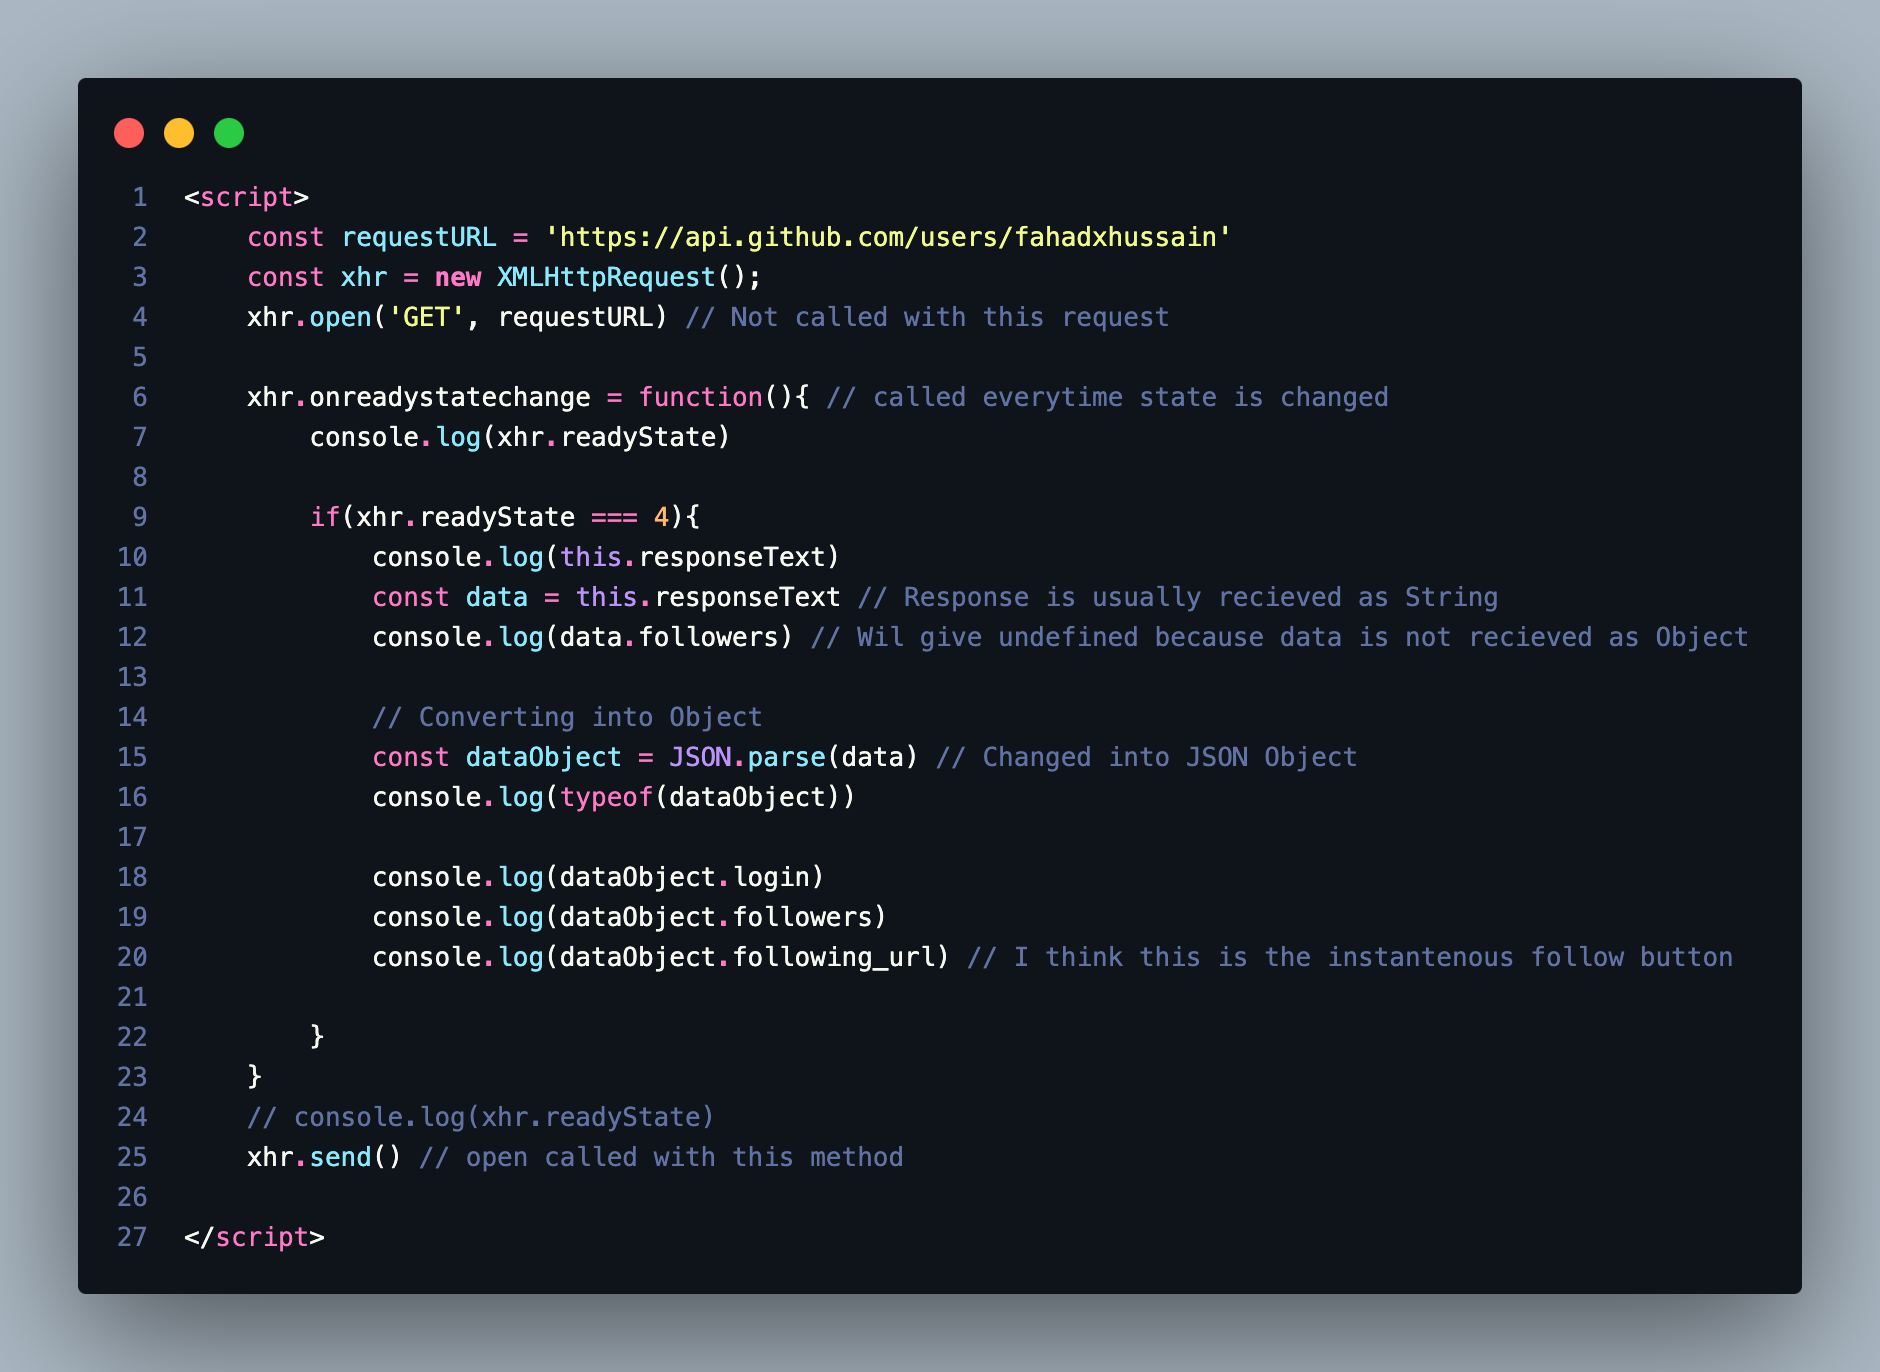 1 <script>
2 const requestURL = 'https://api.github.com/users/fahadxhussain'
3 const xhr = new XMLHttpRequest();
4 xhr.open('GET', requestURL) // Not called with this request
5
6 xhr.onreadystatechange = function(){ // called everytime state is changed
7 console.log(xhr.readyState)
8
9 if(xhr.readyState === 4){
10 console.log(this.responseText)
11 const data = this.responseText // Response is usually recieved as String
12 console.log(data.followers) // Wil give undefined because data is not recieved as Object
13
14 // Converting into Object
15 const dataObject = JSON.parse(data) // Changed into JSON Object
16 console.log(typeof(dataObject))
17
18 console.log(dataObject.login)
19 console.log(dataObject.followers)
20 console.log(dataObject.following_url) // I think this is the instantenous follow button
21
22 }
23 }
24 // console.log(xhr.readyState)
25 xhr.send() // open called with this method
26
27 </script>